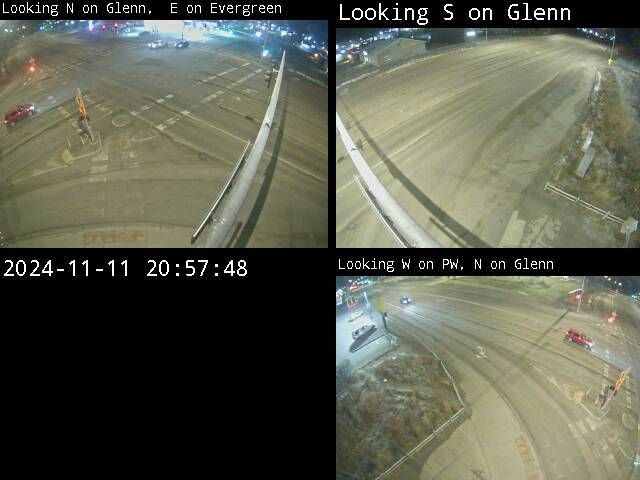 Looking N on Glenn,  E on Evergreen
Looking S on Glenn
2024-11-11 20:57:48
Looking W on PW, N on Glenn